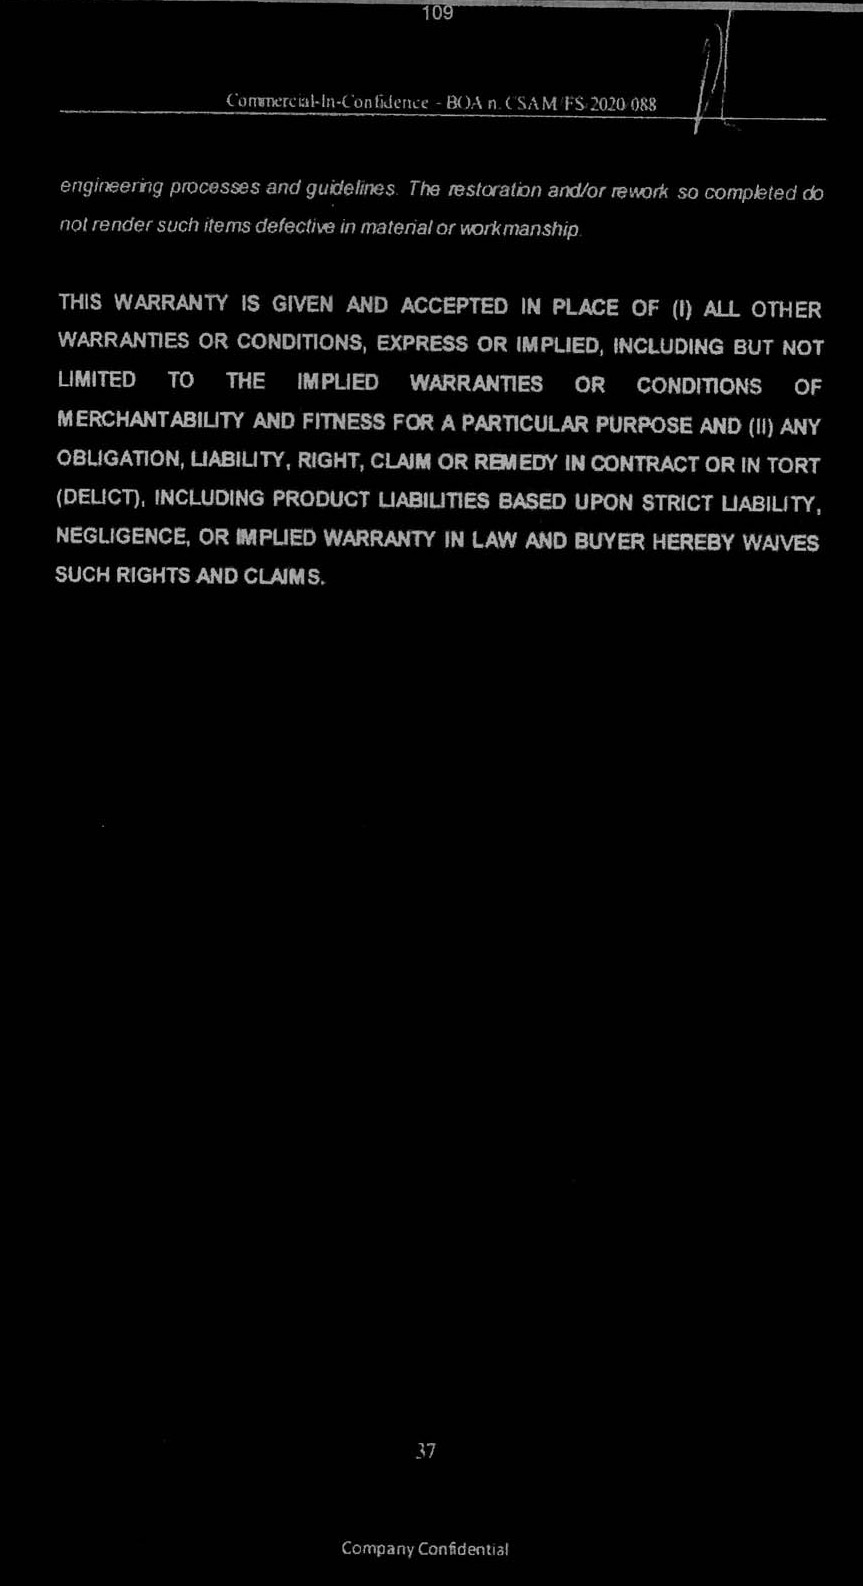 109
Commercial-In-Confidence - BOA n. CSAM/FS-2020-088
engineering processes and guidelines. The restoration and/or rework so completed do
not render such items defective in material or workmanship.
THIS WARRANTY IS GIVEN AND ACCEPTED IN PLACE OF (I) ALL OTHER
WARRANTIES OR CONDITIONS, EXPRESS OR IMPLIED, INCLUDING BUT NOT
LIMITED TO THE IMPLIED WARRANTIES OR CONDITIONS OF
MERCHANTABILITY AND FITNESS FOR A PARTICULAR PURPOSE AND (II) ANY
OBLIGATION, LIABILITY, RIGHT, CLAIM OR REMEDY IN CONTRACT OR IN TORT
(DELICT), INCLUDING PRODUCT LIABILITIES BASED UPON STRICT LIABILITY,
NEGLIGENCE, OR IMPLIED WARRANTY IN LAW AND BUYER HEREBY WAIVES
SUCH RIGHTS AND CLAIMS.
37
Company Confidential